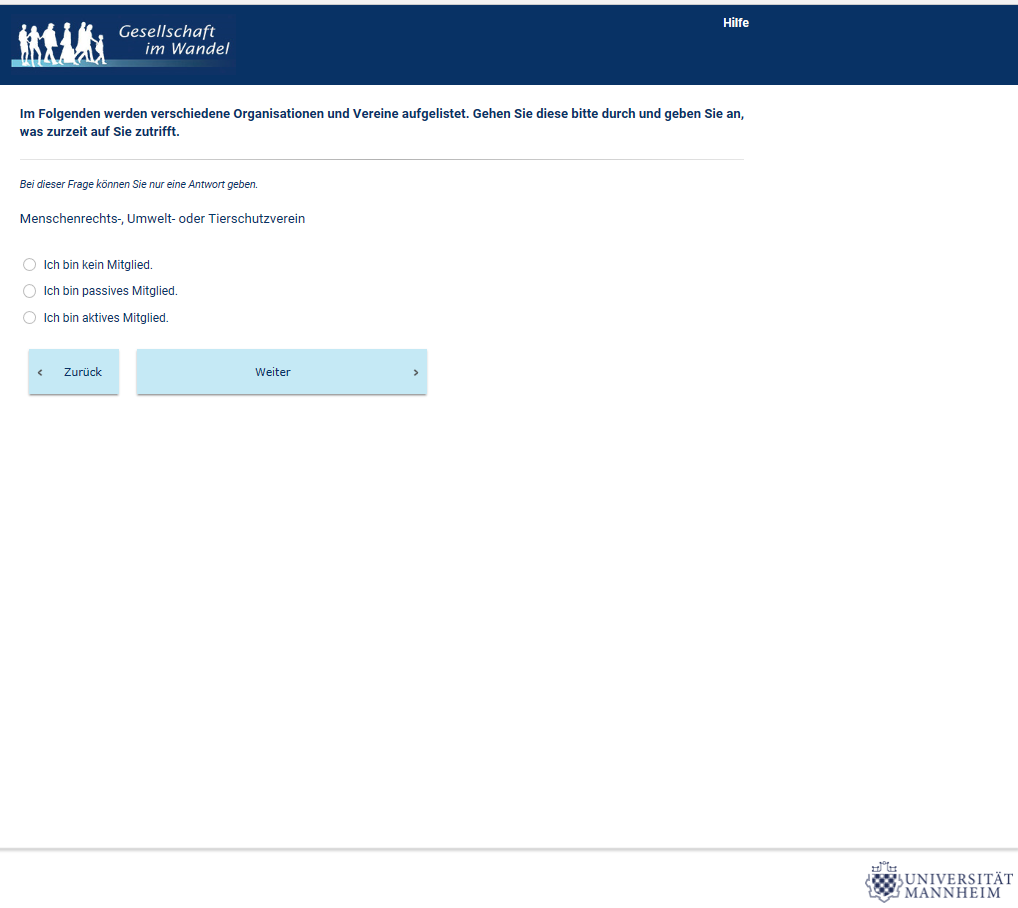 Gesellschaft
im Wandel
Hilfe
Im Folgenden werden verschiedene Organisationen und Vereine aufgelistet. Gehen Sie diese bitte durch und geben Sie an,
was zurzeit auf Sie zutrifft.
Bei dieser Frage können Sie nur eine Antwort geben.
Menschenrechts-, Umwelt- oder Tierschutzverein
Ich bin kein Mitglied.
Ich bin passives Mitglied.
Ich bin aktives Mitglied.
‹ Zurück
Weiter ›
UNIVERSITÄT
MANNHEIM